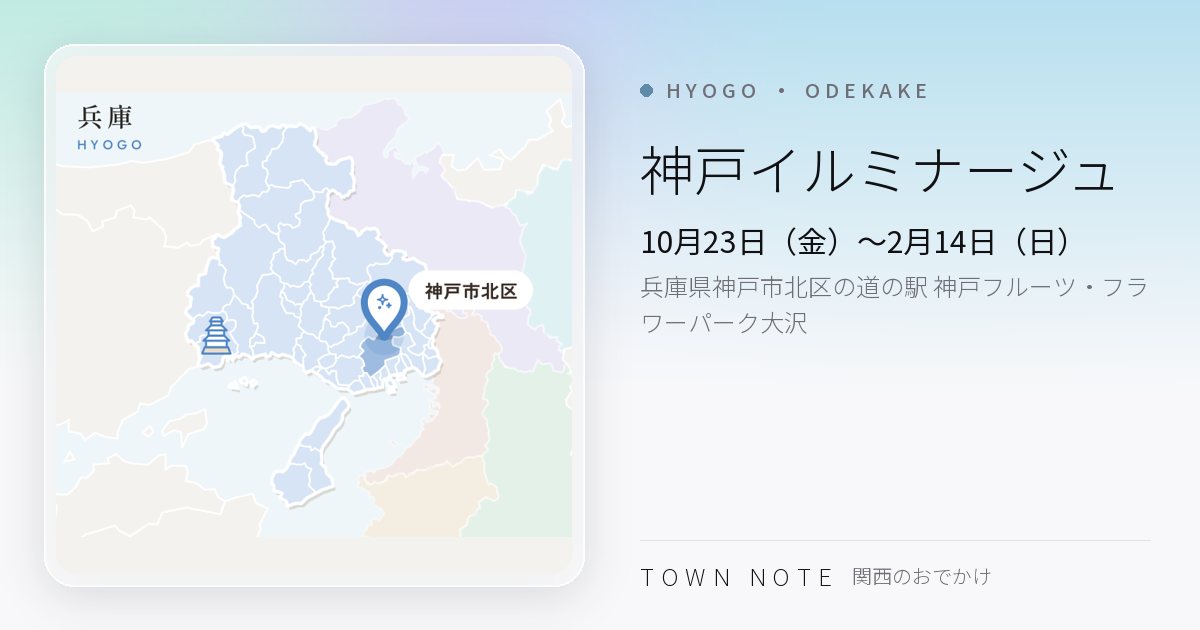 兵庫
HYOGO
神戸市北区
HYOGO ・ ODEKAKE
神戸イルミナージュ
10月23日（金）〜2月14日（日）
兵庫県神戸市北区の道の駅 神戸フルーツ・フラ
ワーパーク大沢
TOWN NOTE 関西のおでかけ